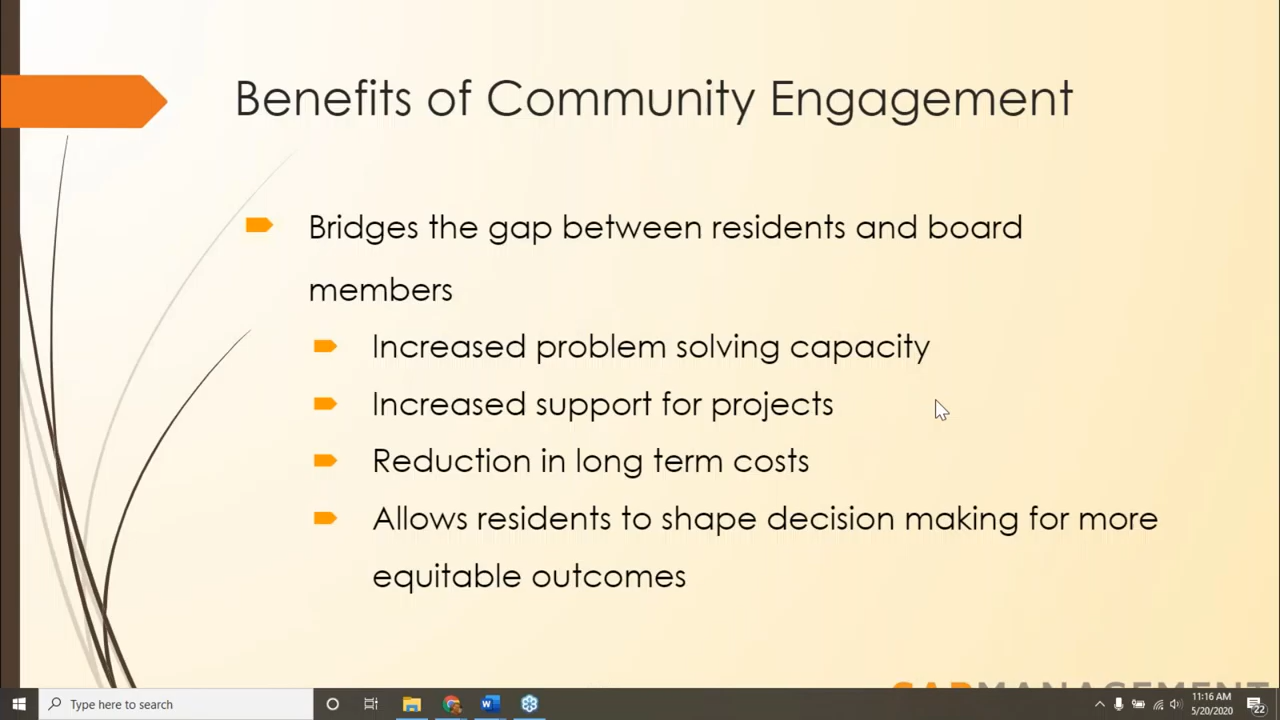 Benefits of Community Engagement
Bridges the gap between residents and board
members
Increased problem solving capacity
Increased support for projects
Reduction in long term costs
Allows residents to shape decision making for more
equitable outcomes
MANAGEMENT
Type here to search
11:16 AM
5/20/2020
22